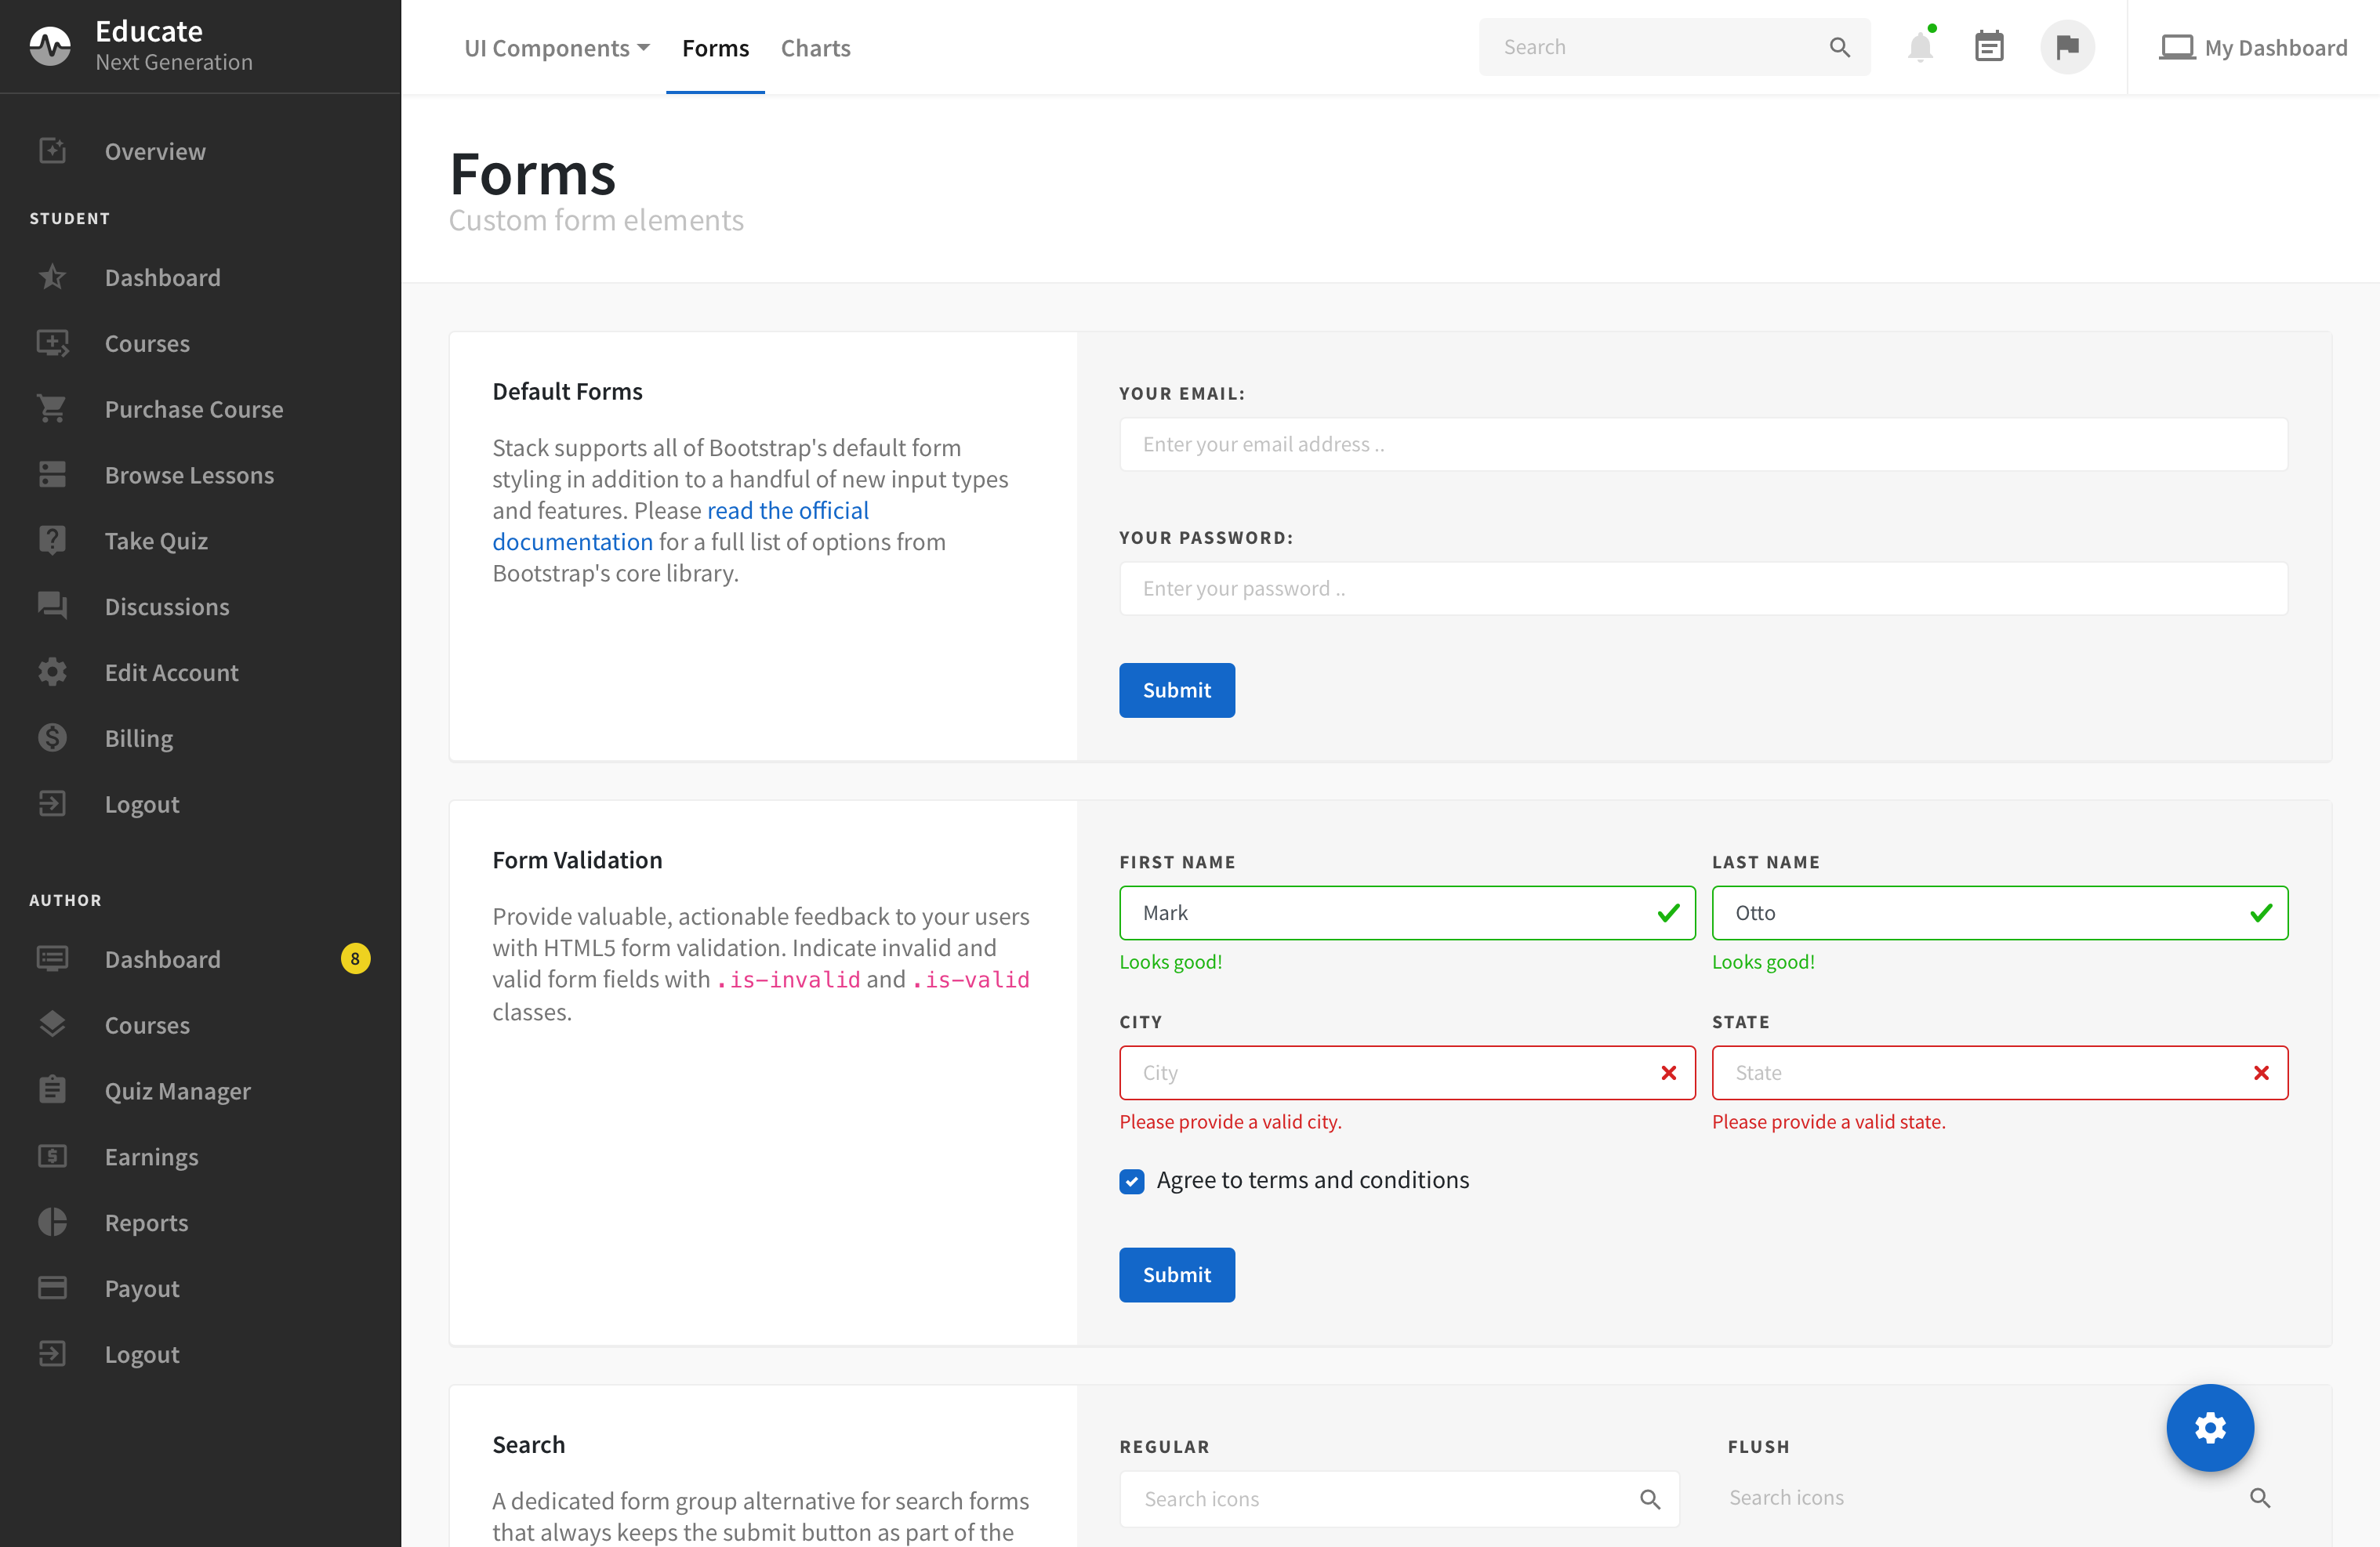 Educate
Next Generation
UI Components
Forms
Charts
Search
My Dashboard
Overview
STUDENT
Dashboard
Courses
Purchase Course
Browse Lessons
Take Quiz
Discussions
Edit Account
Billing
Logout
AUTHOR
Dashboard
8
Courses
Quiz Manager
Earnings
Reports
Payout
Logout
Forms
Custom form elements
Default Forms
Stack supports all of Bootstrap's default form
styling in addition to a handful of new input types
and features. Please read the official
documentation for a full list of options from
Bootstrap's core library.
YOUR EMAIL:
Enter your email address ..
YOUR PASSWORD:
Enter your password ..
Submit
Form Validation
Provide valuable, actionable feedback to your users
with HTML5 form validation. Indicate invalid and
valid form fields with .is-invalid and .is-valid
classes.
FIRST NAME
Mark
Looks good!
LAST NAME
Otto
Looks good!
CITY
City
Please provide a valid city.
STATE
State
Please provide a valid state.
Agree to terms and conditions
Submit
Search
A dedicated form group alternative for search forms
that always keeps the submit button as part of the
REGULAR
Search icons
FLUSH
Search icons